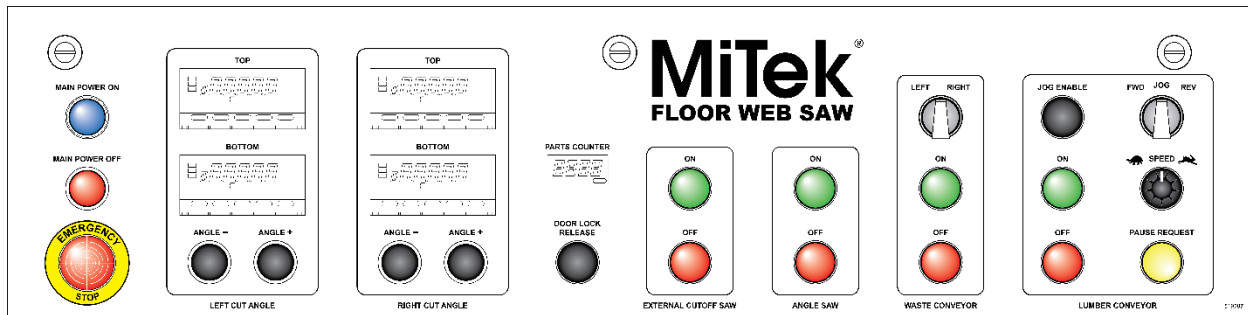 MiTek®
FLOOR WEB SAW
MAIN POWER ON
MAIN POWER OFF
EMERGENCY
STOP
TOP
BOTTOM
ANGLE –
ANGLE +
LEFT CUT ANGLE
TOP
BOTTOM
ANGLE –
ANGLE +
RIGHT CUT ANGLE
PARTS COUNTER
DOOR LOCK
RELEASE
ON
OFF
EXTERNAL CUTOFF SAW
ON
OFF
ANGLE SAW
LEFT
RIGHT
ON
OFF
WASTE CONVEYOR
JOG ENABLE
FWD
JOG
REV
ON
SPEED
OFF
PAUSE REQUEST
LUMBER CONVEYOR